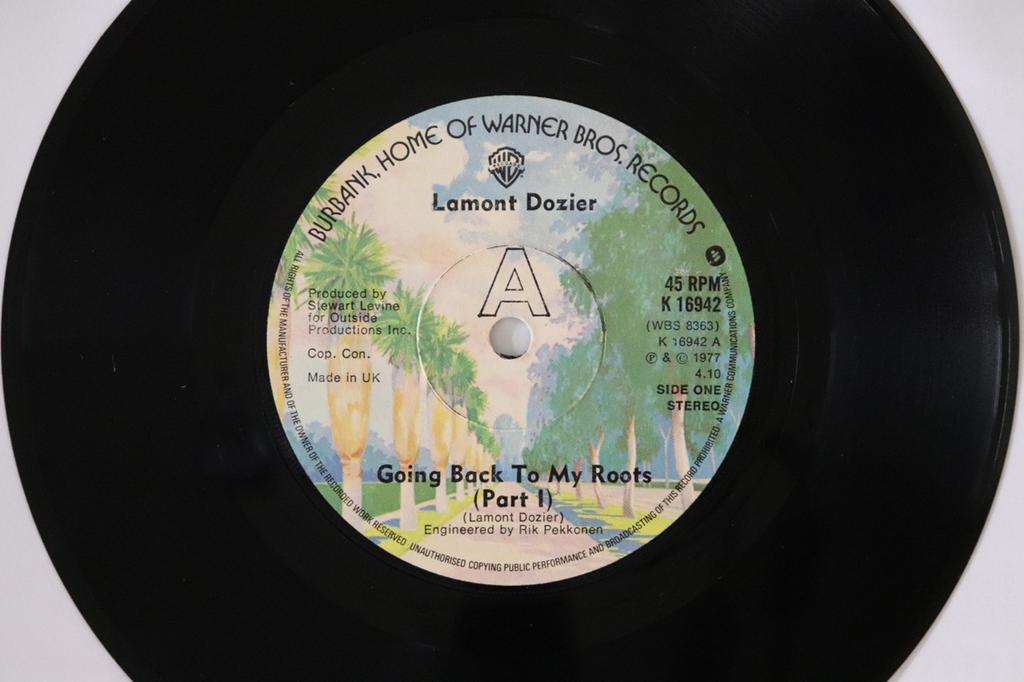 BURBANK, HOME OF WARNER BROS. RECORDS
Lamont Dozier
A
Produced by
Stewart Levine
for Outside
Productions Inc.
Cop. Con.
Made in UK
45 RPM
K 16942
(WBS 8363)
K 16942 A
℗ & © 1977
4.10
SIDE ONE
STEREO
Going Back To My Roots
(Part I)
(Lamont Dozier)
Engineered by Rik Pekkonen
ALL RIGHTS OF THE MANUFACTURER AND OF THE OWNER OF THE RECORDED WORK RESERVED. UNAUTHORISED COPYING PUBLIC PERFORMANCE AND BROADCASTING OF THIS RECORD PROHIBITED. A WARNER COMMUNICATIONS COMPANY